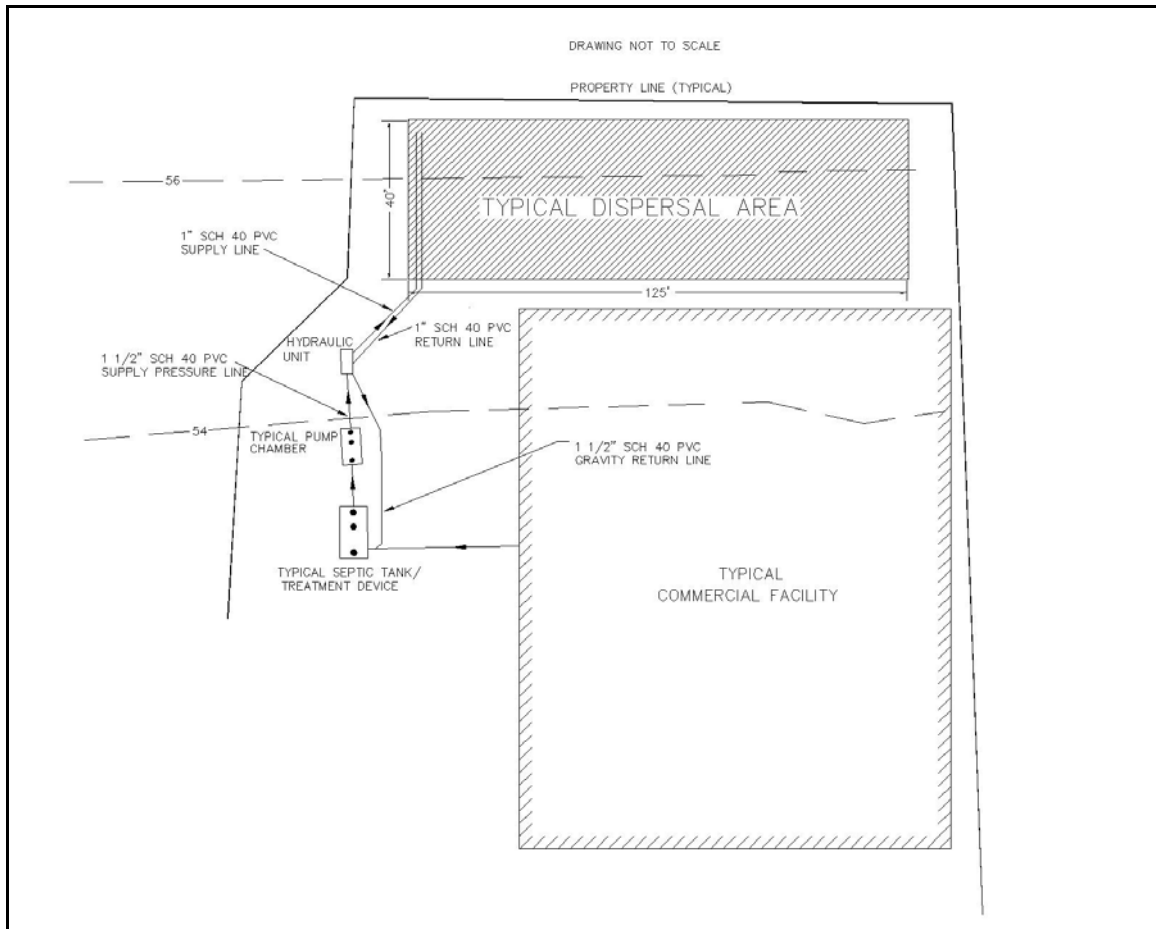 DRAWING NOT TO SCALE
PROPERTY LINE (TYPICAL)
56
40'
TYPICAL DISPERSAL AREA
1" SCH 40 PVC
SUPPLY LINE
125'
1" SCH 40 PVC
RETURN LINE
HYDRAULIC
UNIT
1 1/2" SCH 40 PVC
SUPPLY PRESSURE LINE
54
TYPICAL PUMP
CHAMBER
1 1/2" SCH 40 PVC
GRAVITY RETURN LINE
TYPICAL SEPTIC TANK/
TREATMENT DEVICE
TYPICAL
COMMERCIAL FACILITY